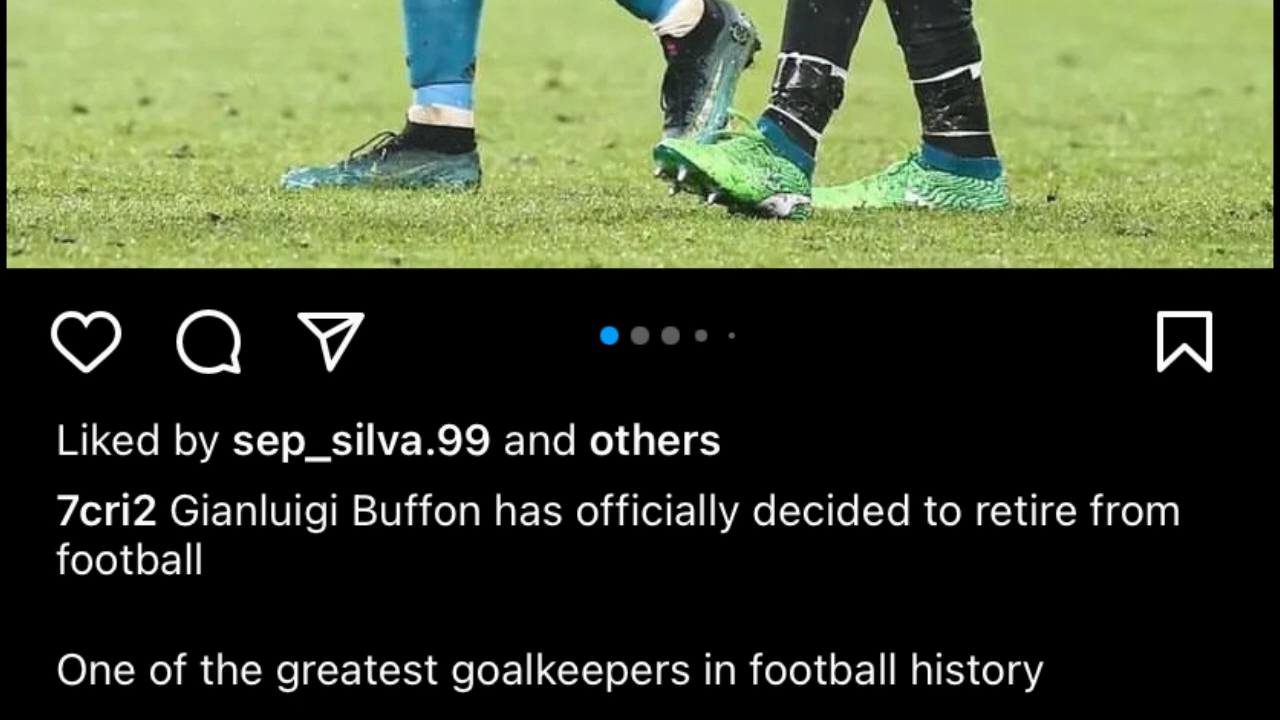 Liked by sep_silva.99 and others
7cri2 Gianluigi Buffon has officially decided to retire from
football
One of the greatest goalkeepers in football history